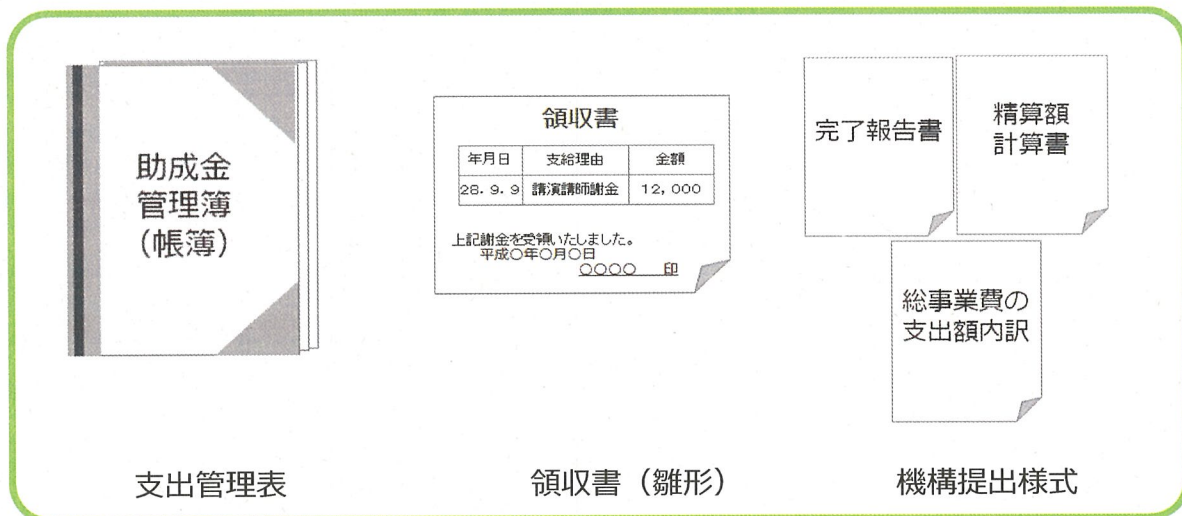 助成金
管理簿
（帳簿）
支出管理表
領収書
年月日 支給理由 金額
28. 9. 9 講演講師謝金 12,000
上記謝金を受領いたしました。
平成〇年〇月〇日
〇〇〇〇 印
領収書（雛形）
完了報告書
精算額
計算書
総事業費の
支出額内訳
機構提出様式